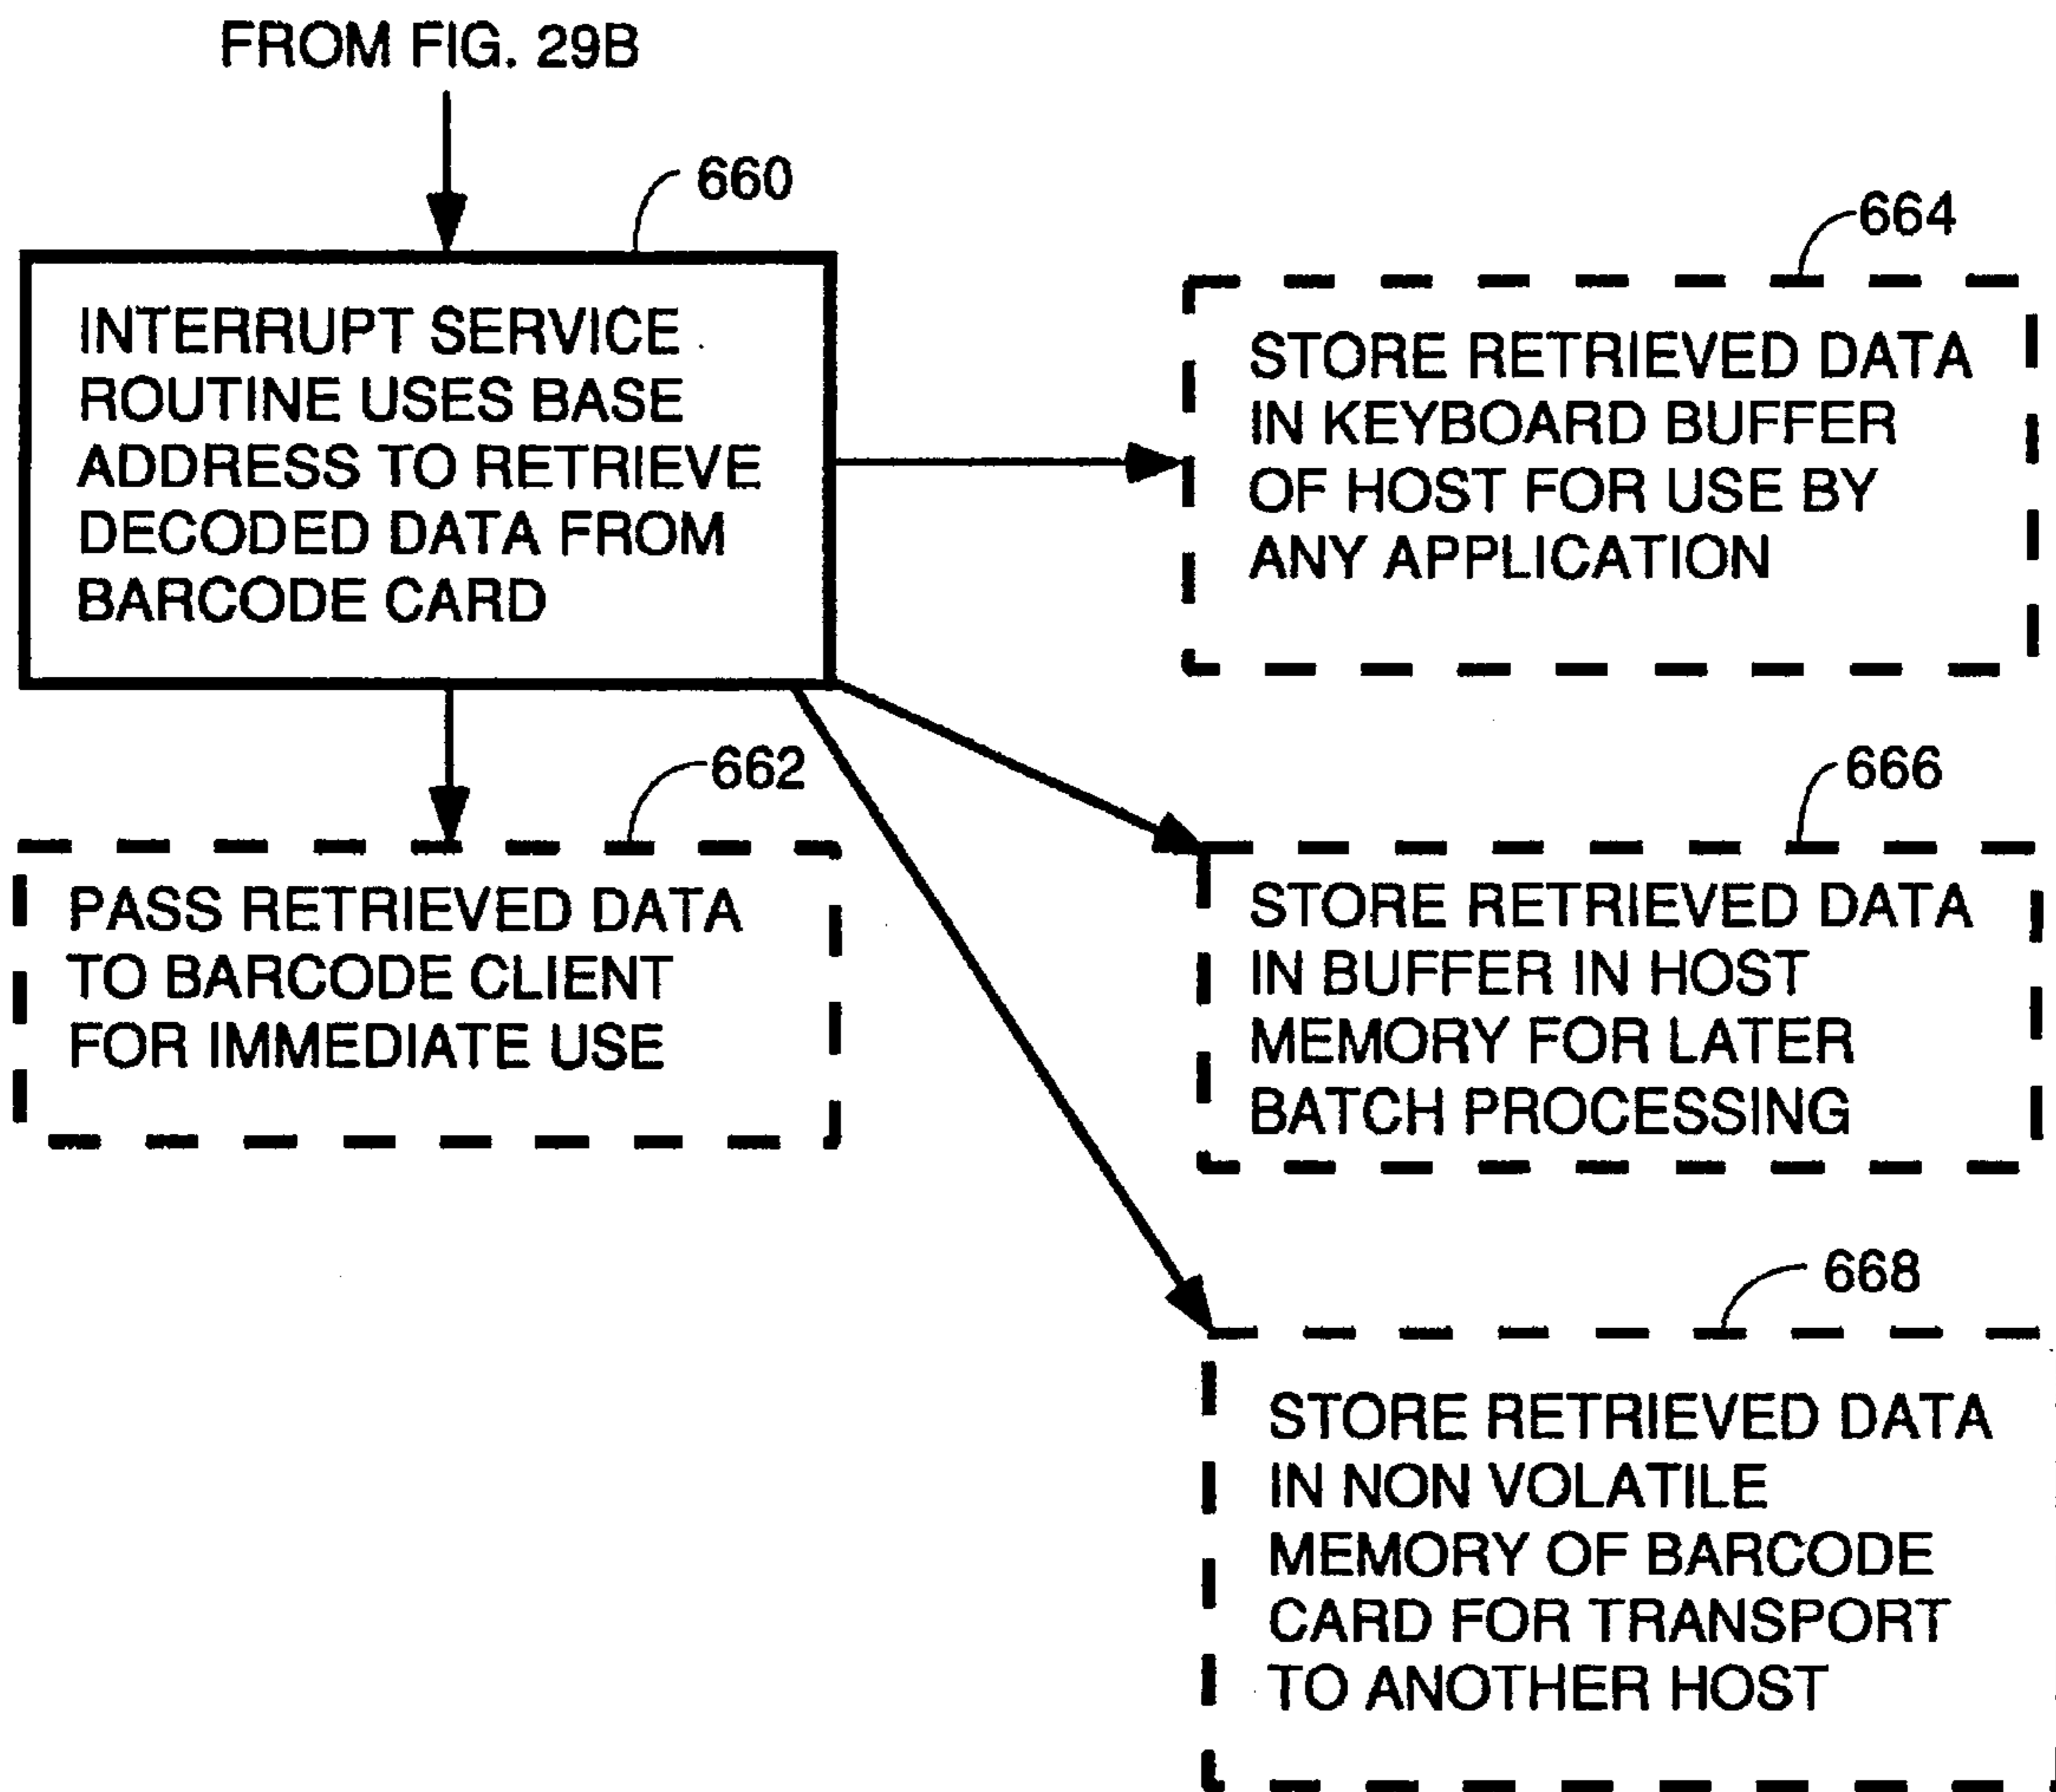 FROM FIG. 29B
660
INTERRUPT SERVICE
ROUTINE USES BASE
ADDRESS TO RETRIEVE
DECODED DATA FROM
BARCODE CARD
664
STORE RETRIEVED DATA
IN KEYBOARD BUFFER
OF HOST FOR USE BY
ANY APPLICATION
662
PASS RETRIEVED DATA
TO BARCODE CLIENT
FOR IMMEDIATE USE
666
STORE RETRIEVED DATA
IN BUFFER IN HOST
MEMORY FOR LATER
BATCH PROCESSING
668
STORE RETRIEVED DATA
IN NON VOLATILE
MEMORY OF BARCODE
CARD FOR TRANSPORT
TO ANOTHER HOST